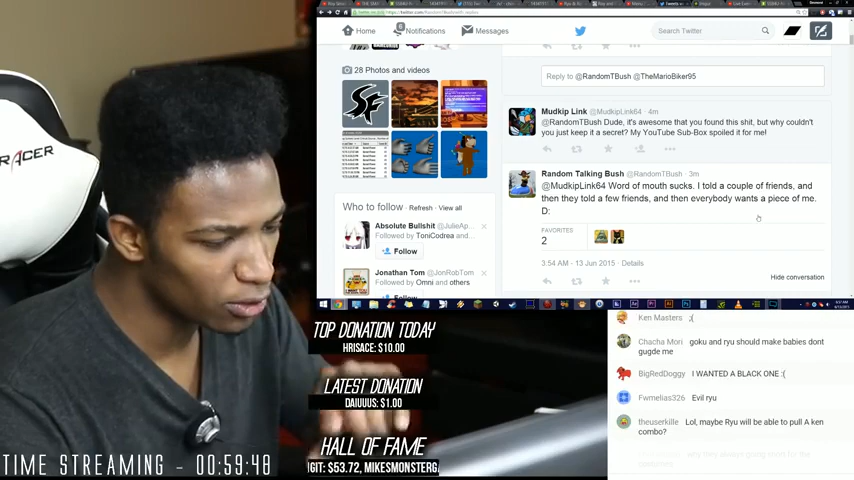 Home
6
Notifications
Messages
Search Twitter
28 Photos and videos
Reply to @RandomTBush @TheMarioBiker95
Mudkip Link @MudkipLink64 · 4m
@RandomTBush Dude, it's awesome that you found this shit, but why couldn't
you just keep it a secret? My YouTube Sub-Box spoiled it for me!
Random Talking Bush @RandomTBush · 3m
@MudkipLink64 Word of mouth sucks. I told a couple of friends, and
then they told a few friends, and then everybody wants a piece of me.
D:
FAVORITES
2
3:54 AM - 13 Jun 2015 · Details
Hide conversation
Who to follow · Refresh · View all
Absolute Bullshit @JulieAp...
Followed by ToniCodrea and...
Follow
Jonathan Tom @JonRobTom
Followed by Omni and others
Follow
SF
RACER
TOP DONATION TODAY
HRISACE: $10.00
LATEST DONATION
DAIUUUS: $1.00
HALL OF FAME
GIT: $53.72, MIKESMONSTERG
TIME STREAMING - 00:59:48
Ken Masters ;(
Chacha Mori goku and ryu should make babies dont
gugde me
BigRedDoggy I WANTED A BLACK ONE :(
Fwmelias326 Evil ryu
theuserkille Lol, maybe Ryu will be able to pull A ken
combo?